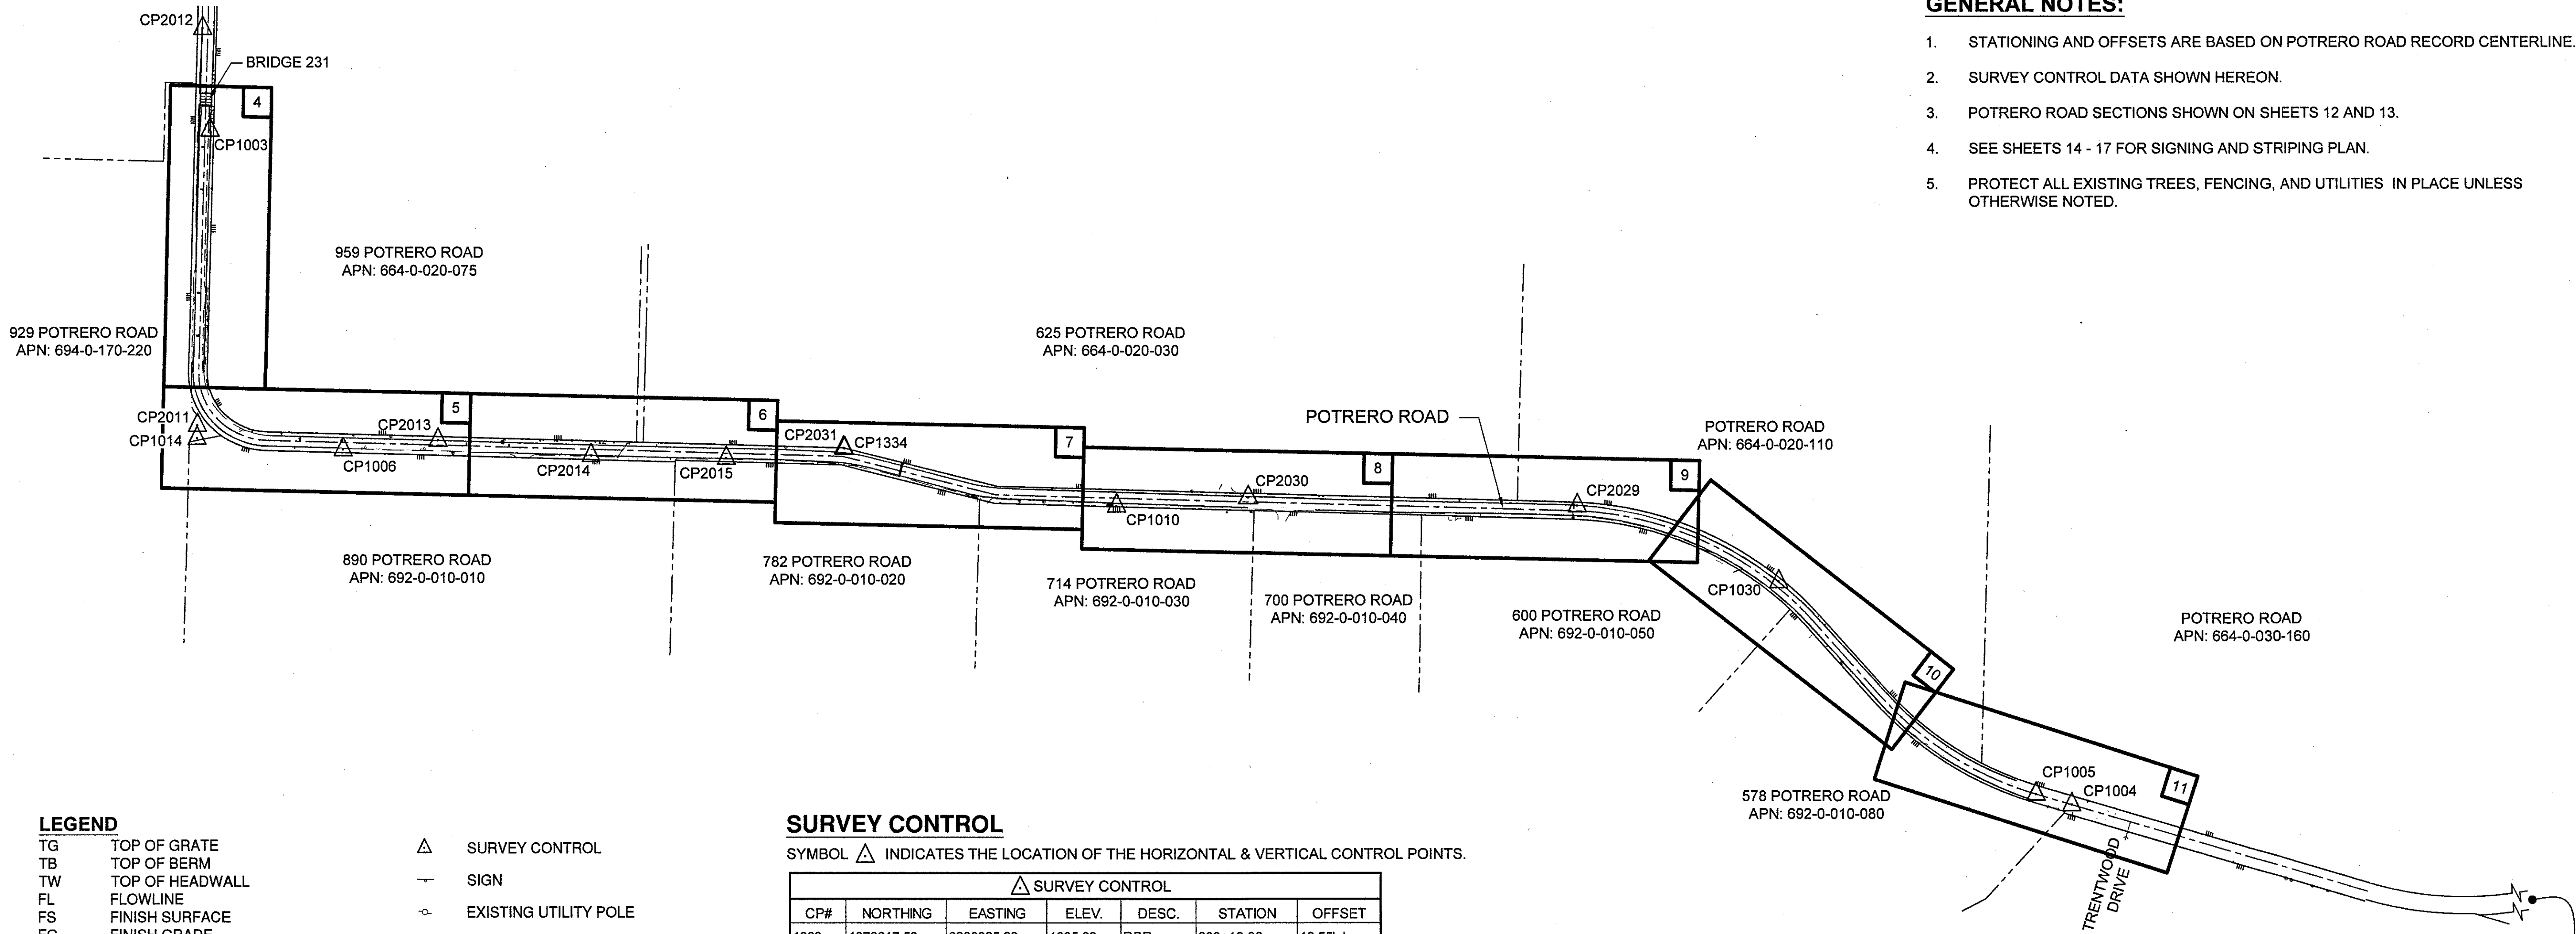 GENERAL NOTES:
1. STATIONING AND OFFSETS ARE BASED ON POTRERO ROAD RECORD CENTERLINE.
2. SURVEY CONTROL DATA SHOWN HEREON.
3. POTRERO ROAD SECTIONS SHOWN ON SHEETS 12 AND 13.
4. SEE SHEETS 14 - 17 FOR SIGNING AND STRIPING PLAN.
5. PROTECT ALL EXISTING TREES, FENCING, AND UTILITIES IN PLACE UNLESS
OTHERWISE NOTED.
CP2012
BRIDGE 231
4
CP1003
959 POTRERO ROAD
APN: 664-0-020-075
929 POTRERO ROAD
APN: 694-0-170-220
625 POTRERO ROAD
APN: 664-0-020-030
POTRERO ROAD
POTRERO ROAD
APN: 664-0-020-110
CP2011
CP1014
CP2013
5
CP1006
6
CP2014
CP2015
CP2031
CP1334
7
CP1010
CP2030
8
CP2029
9
CP1030
10
890 POTRERO ROAD
APN: 692-0-010-010
782 POTRERO ROAD
APN: 692-0-010-020
714 POTRERO ROAD
APN: 692-0-010-030
700 POTRERO ROAD
APN: 692-0-010-040
600 POTRERO ROAD
APN: 692-0-010-050
POTRERO ROAD
APN: 664-0-030-160
578 POTRERO ROAD
APN: 692-0-010-080
CP1005
CP1004
11
TRENTWOOD
DRIVE
LEGEND
TG TOP OF GRATE
TB TOP OF BERM
TW TOP OF HEADWALL
FL FLOWLINE
FS FINISH SURFACE
FG FINISH GRADE
SURVEY CONTROL
SIGN
EXISTING UTILITY POLE
SURVEY CONTROL
SYMBOL INDICATES THE LOCATION OF THE HORIZONTAL & VERTICAL CONTROL POINTS.
SURVEY CONTROL
CP# NORTHING EASTING ELEV. DESC. STATION OFFSET